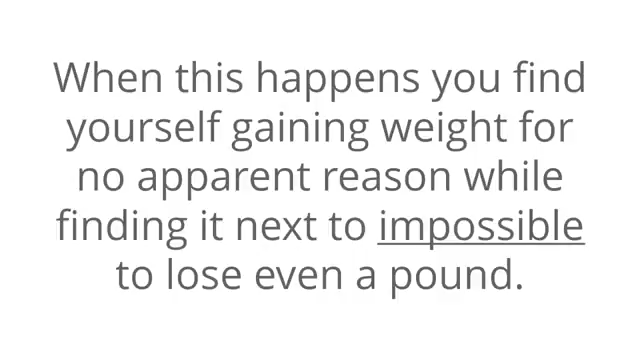 When this happens you find
yourself gaining weight for
no apparent reason while
finding it next to impossible
to lose even a pound.